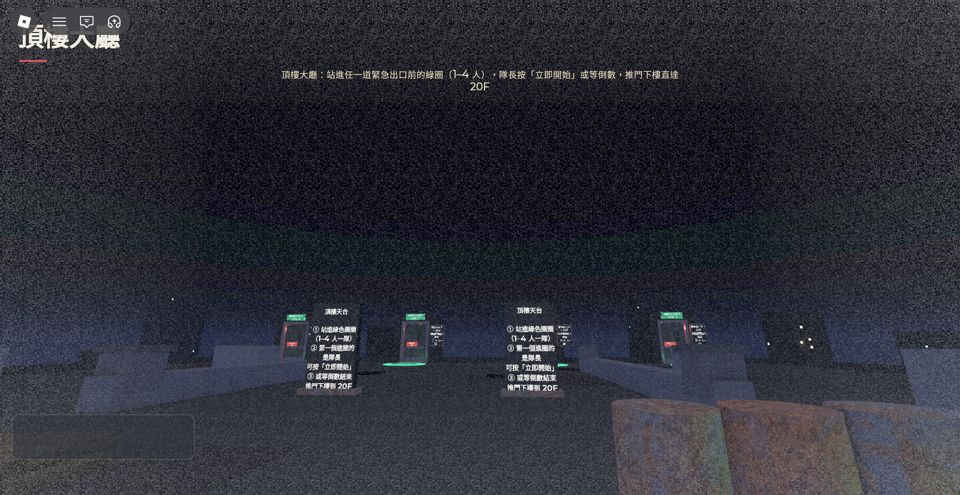 頂樓大廳
頂樓大廳：站進任一道緊急出口前的綠圈（1–4 人），隊長按「立即開始」或等倒數，推門下樓直達
20F
頂樓天台
① 站進綠色圈圈
（1–4 人一隊）
② 第一個進圈的
是隊長
可按「立即開始」
③ 或等倒數結束
推門下樓到 20F
頂樓天台
① 站進綠色圈圈
（1–4 人一隊）
② 第一個進圈的
是隊長
可按「立即開始」
③ 或等倒數結束
推門下樓到 20F